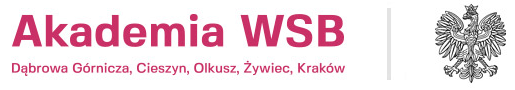 Akademia WSB
Dąbrowa Górnicza, Cieszyn, Olkusz, Żywiec, Kraków